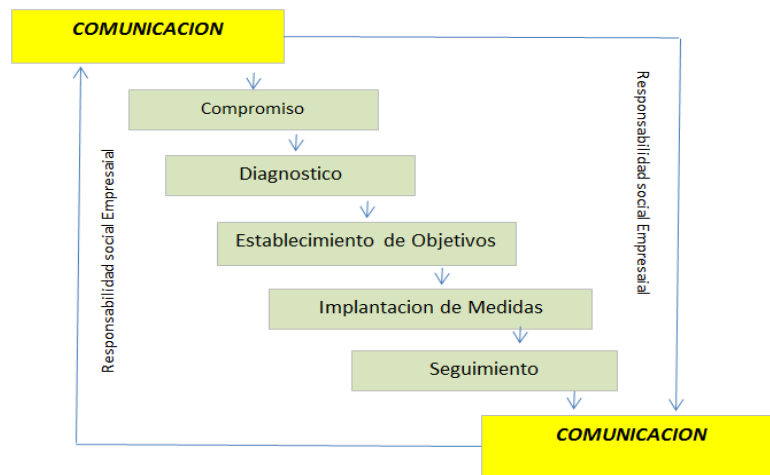 COMUNICACION
Compromiso
Diagnostico
Establecimiento de Objetivos
Implantacion de Medidas
Seguimiento
COMUNICACION
Responsabilidad social Empresaial
Responsabilidad social Empresaial